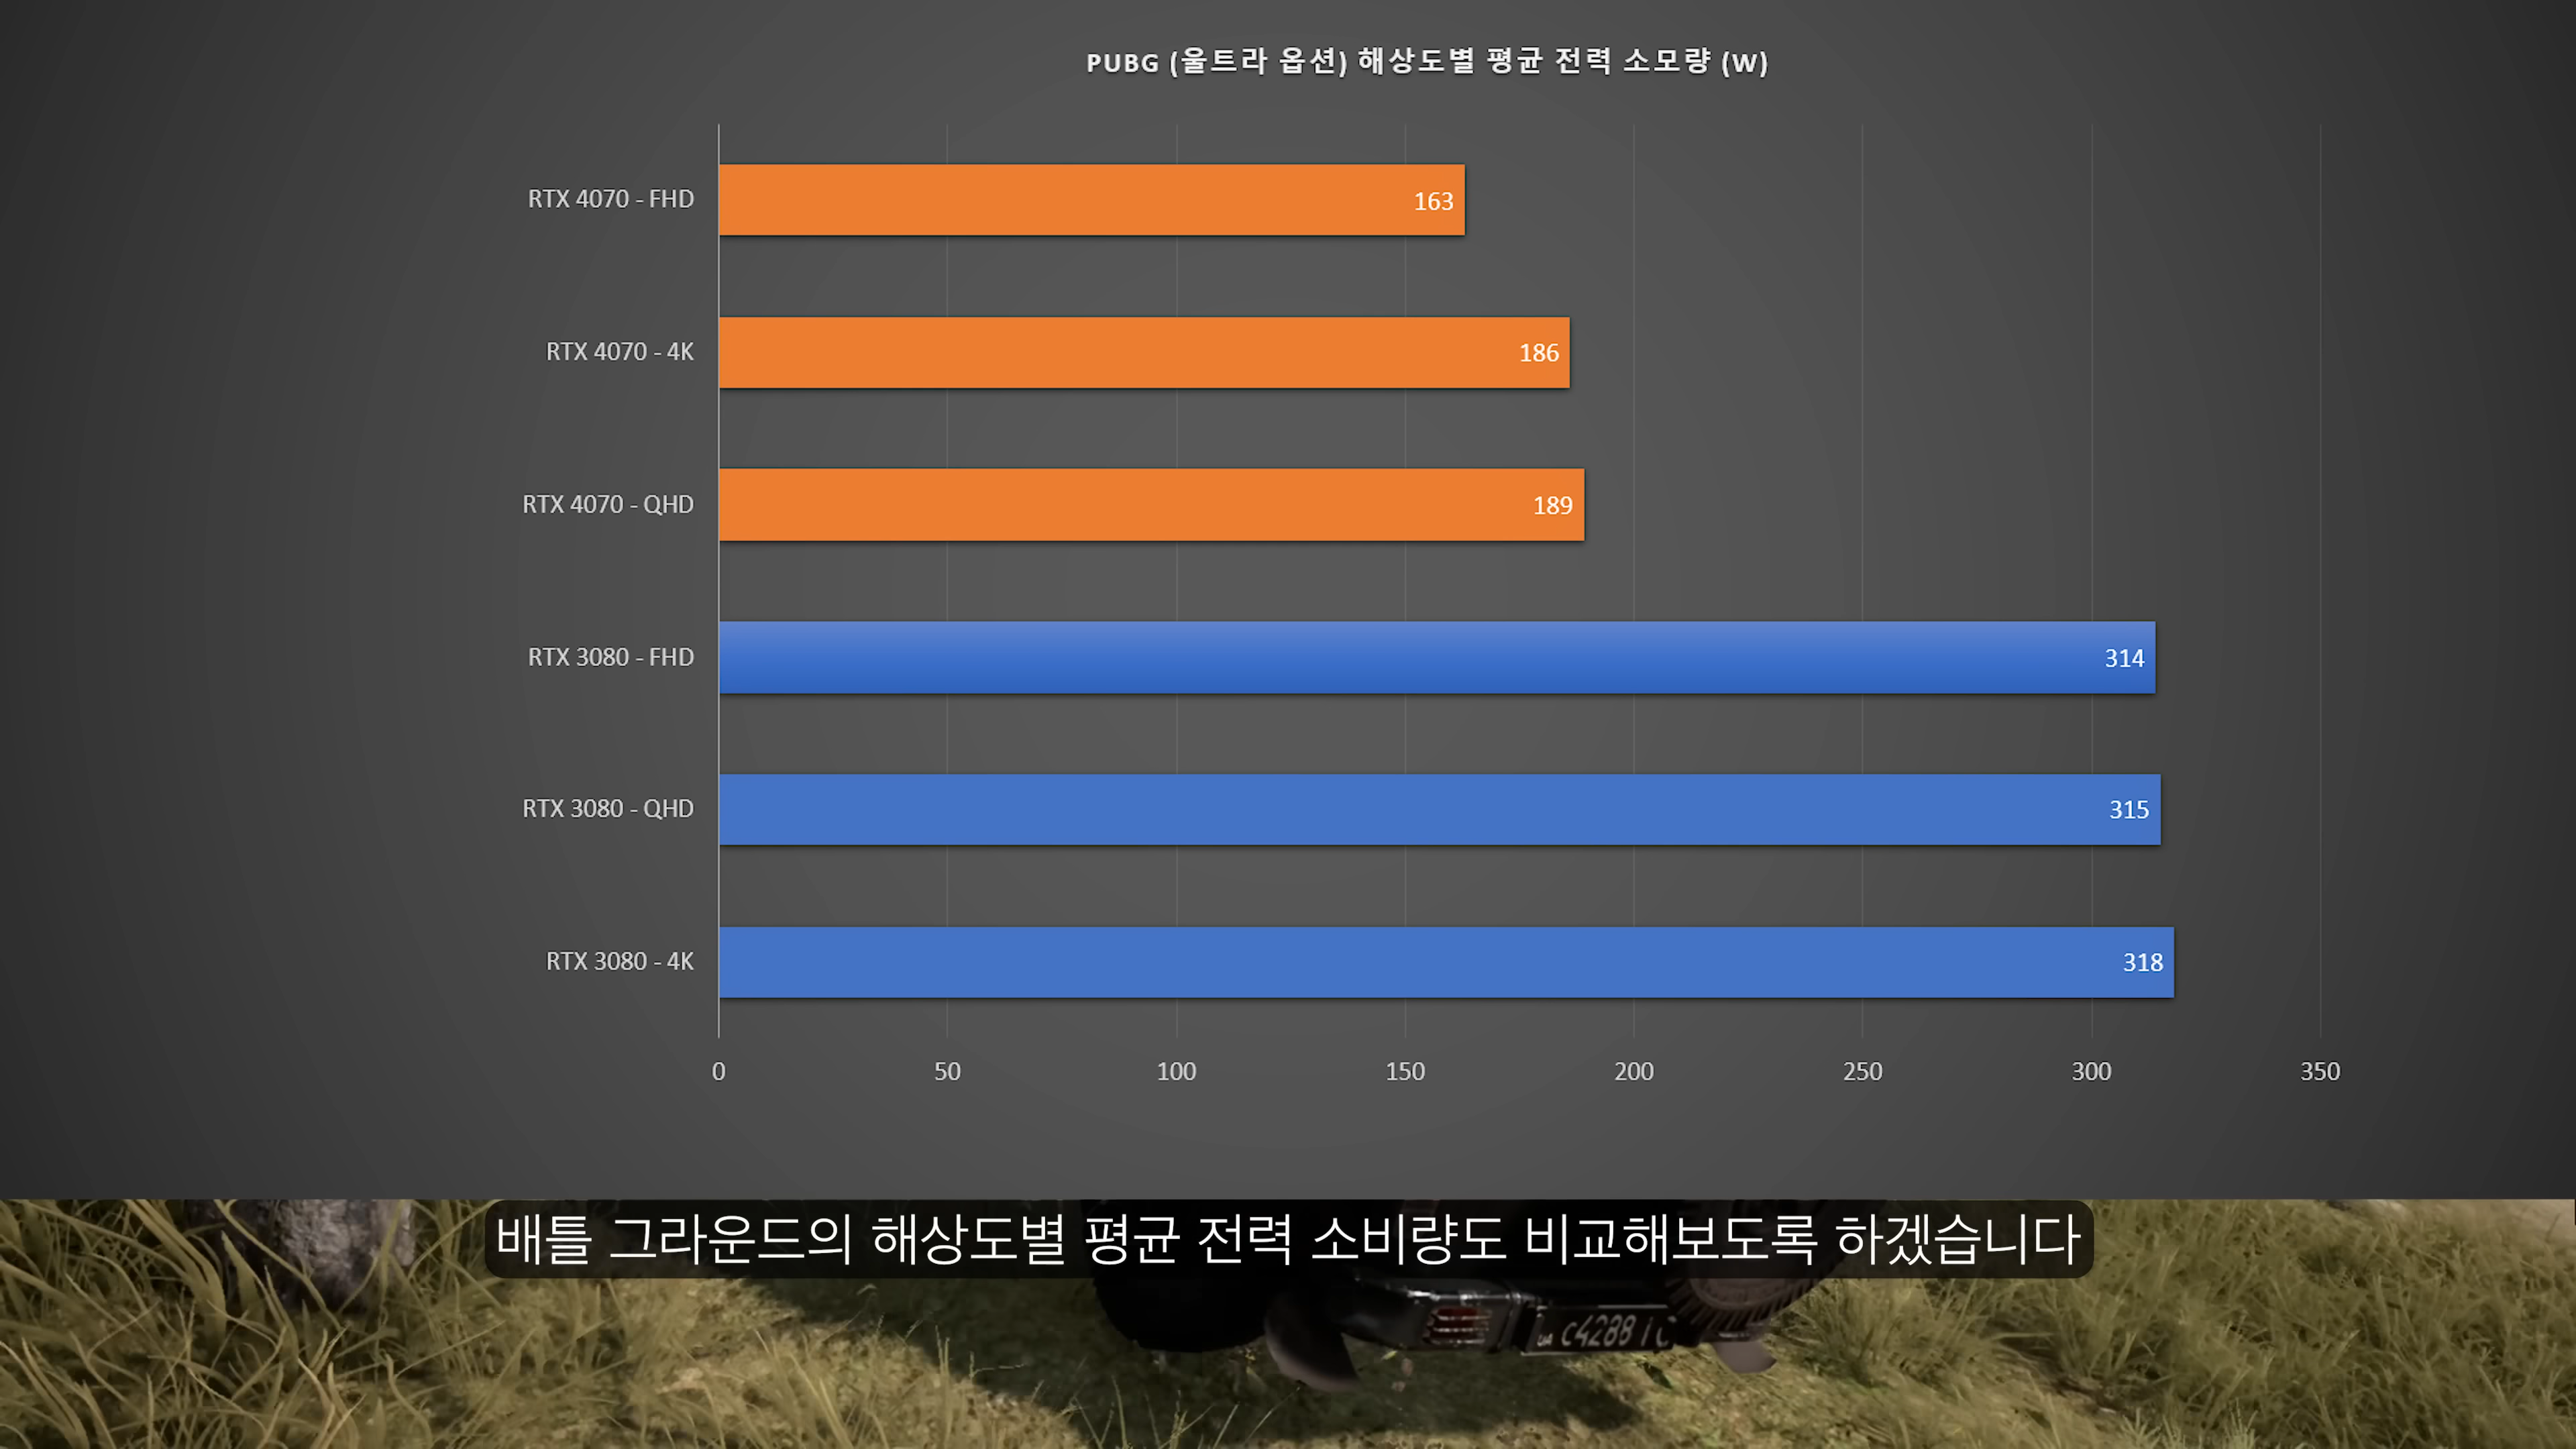 PUBG (울트라 옵션) 해상도별 평균 전력 소모량 (W)
RTX 4070 - FHD 163
RTX 4070 - 4K 186
RTX 4070 - QHD 189
RTX 3080 - FHD 314
RTX 3080 - QHD 315
RTX 3080 - 4K 318
0 50 100 150 200 250 300 350
배틀 그라운드의 해상도별 평균 전력 소비량도 비교해보도록 하겠습니다